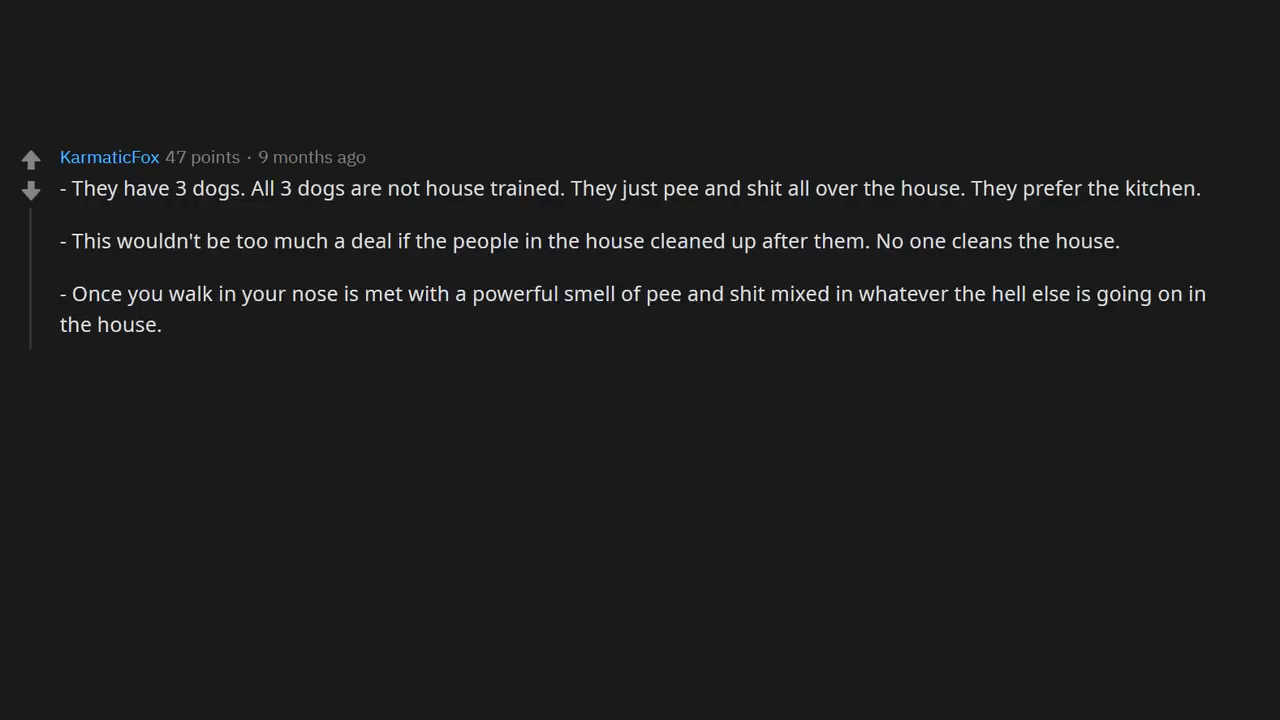 KarmaticFox 47 points · 9 months ago
- They have 3 dogs. All 3 dogs are not house trained. They just pee and shit all over the house. They prefer the kitchen.
- This wouldn't be too much a deal if the people in the house cleaned up after them. No one cleans the house.
- Once you walk in your nose is met with a powerful smell of pee and shit mixed in whatever the hell else is going on in
the house.